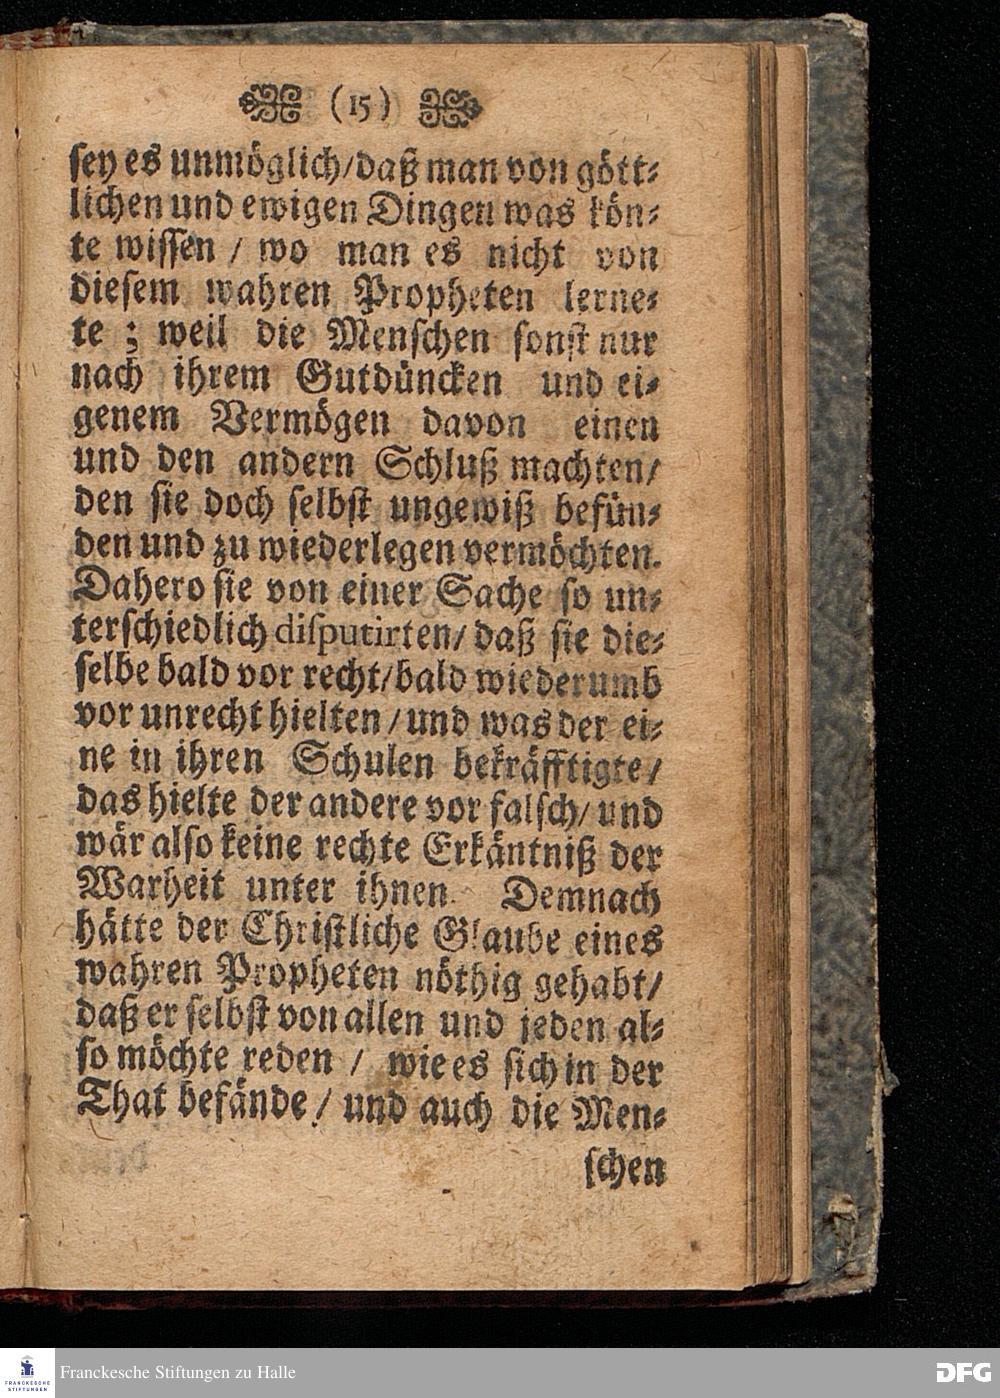 (15)
sey es unmöglich/daß man von gött-
lichen und ewigen Dingen was kön-
te wissen / wo man es nicht von
diesem wahren Propheten lerne-
te ; weil die Menschen sonst nur
nach ihrem Gutdüncken und ei-
genem Vermögen davon einen
und den andern Schluß machten/
den sie doch selbst ungewiß befün-
den und zu wiederlegen vermöchten.
Dahero sie von einer Sache so un-
terschiedlich disputirten/ daß sie die-
selbe bald vor recht/bald wiederumb
vor unrecht hielten /und was der ei-
ne in ihren Schulen bekräfftigte/
das hielte der andere vor falsch/ und
wär also keine rechte Erkäntniß der
Warheit unter ihnen. Demnach
hätte der Christliche Glaube eines
wahren Propheten nöthig gehabt/
daß er selbst von allen und jeden al-
so möchte reden / wie es sich in der
That befände/ und auch die Men-
schen
FRANCKESCHE STIFTUNGEN
Franckesche Stiftungen zu Halle
DFG